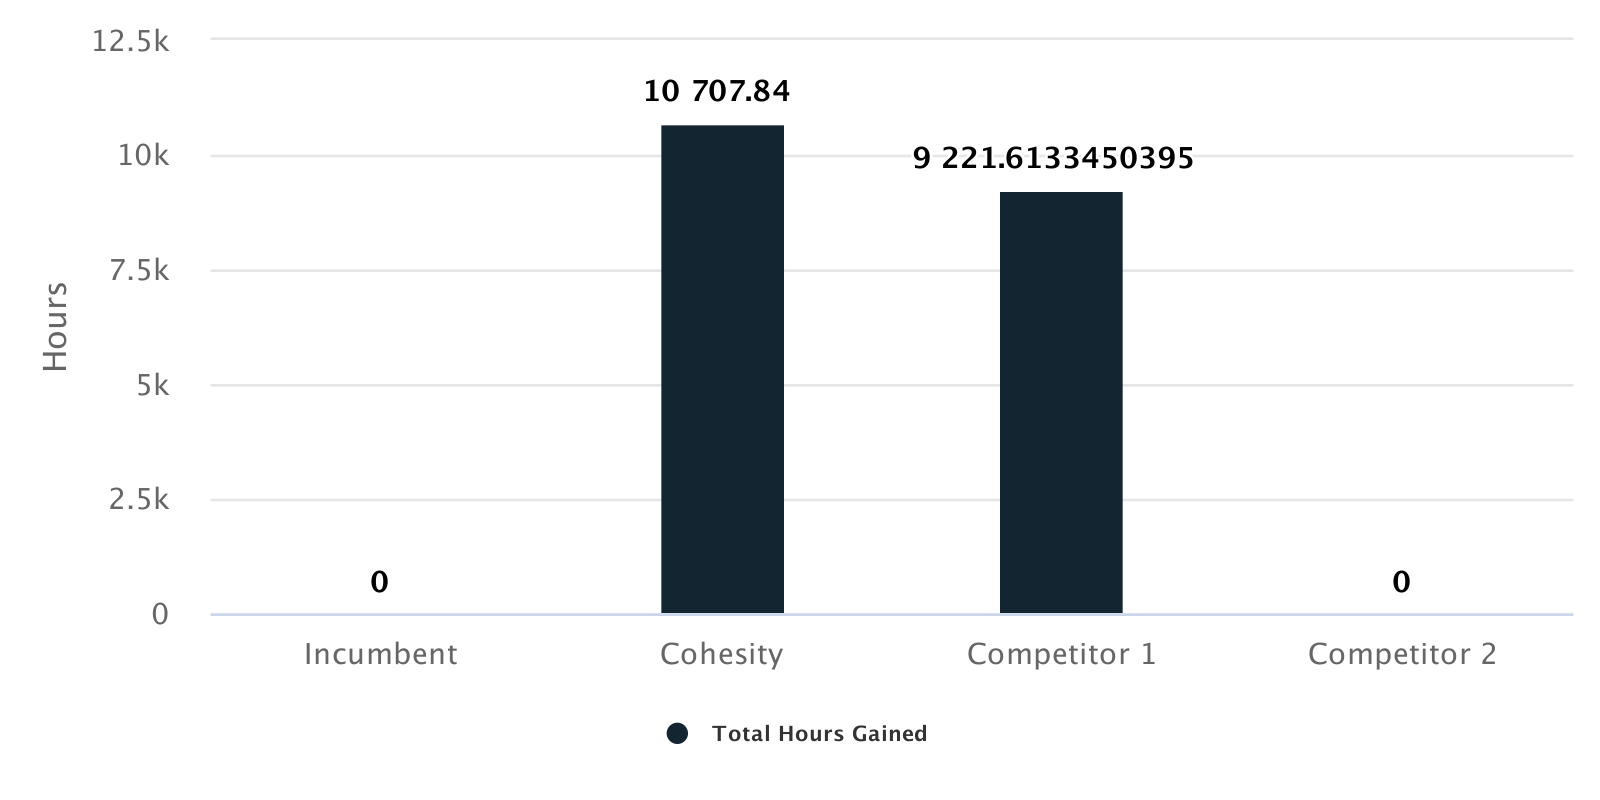 12.5k
10 707.84
10k
9 221.6133450395
7.5k
Hours
5k
2.5k
0
0
0
Incumbent
Cohesity
Competitor 1
Competitor 2
Total Hours Gained